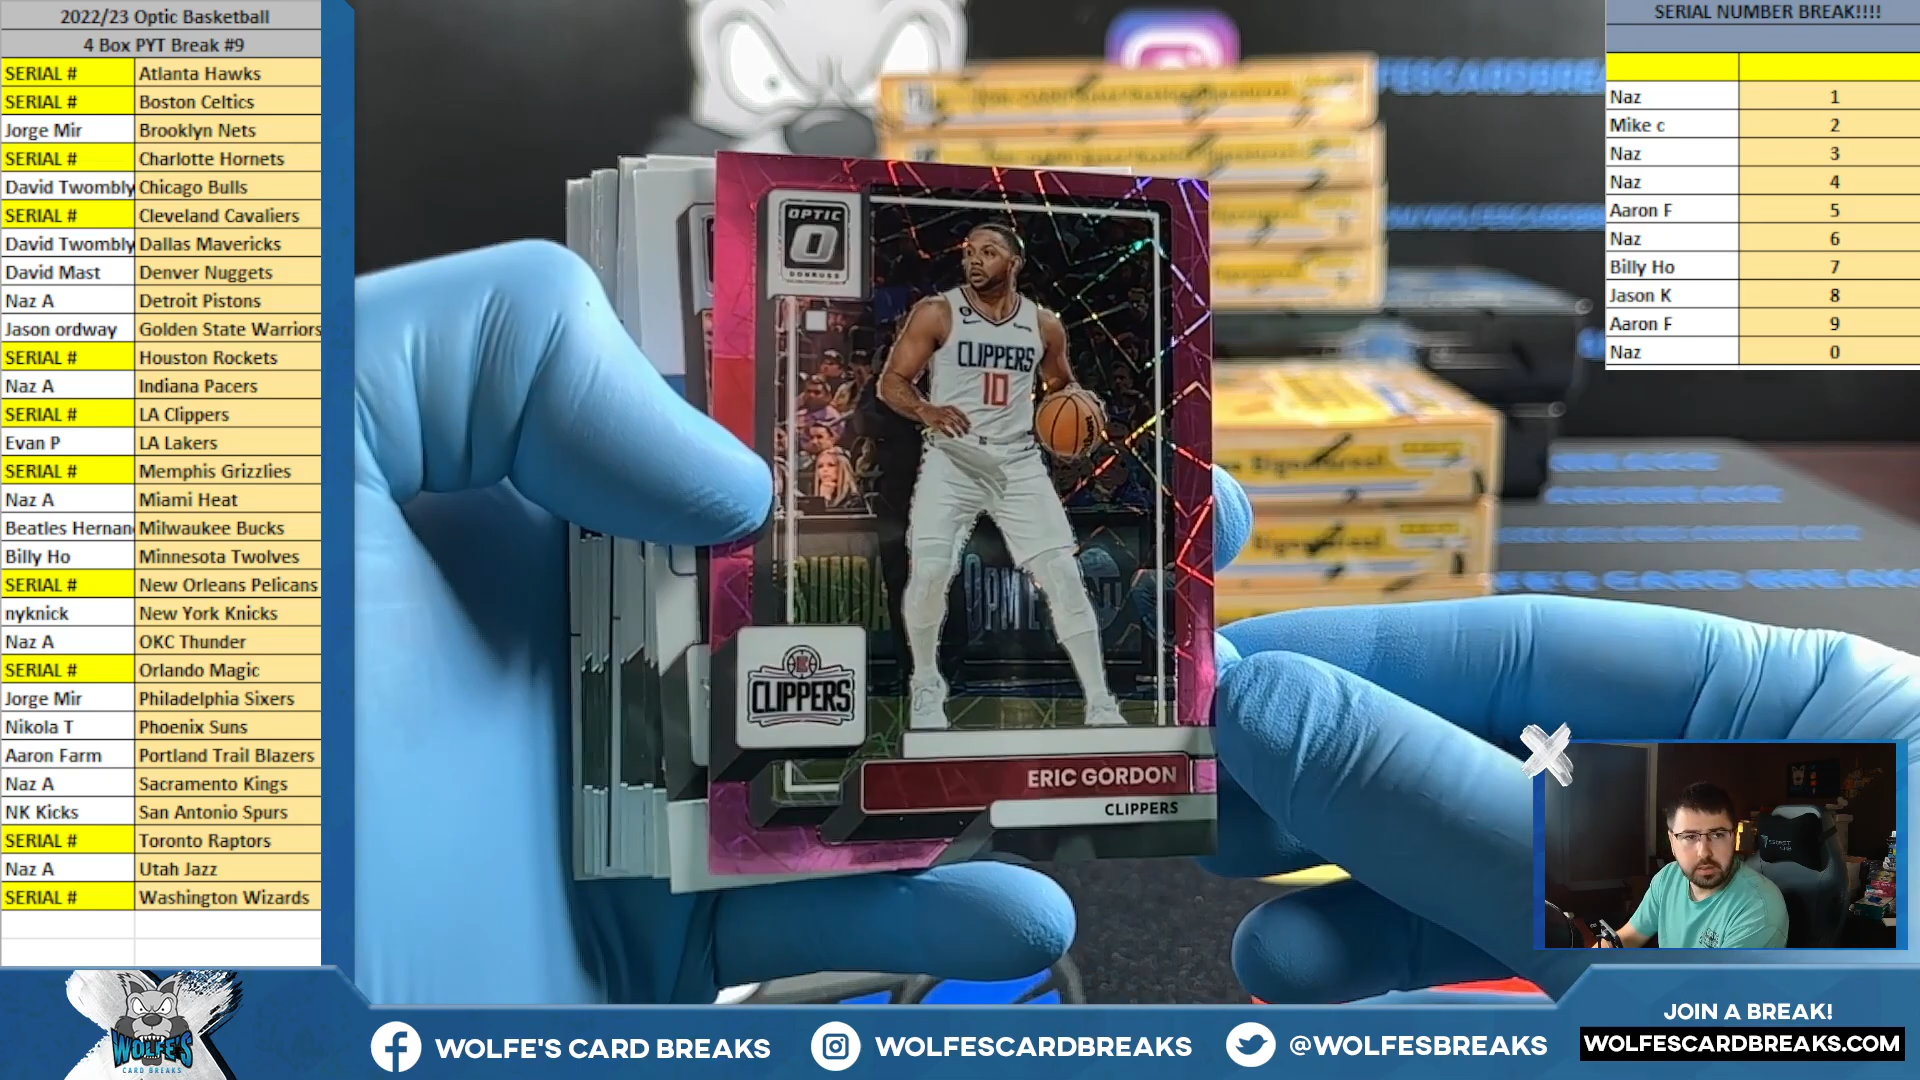 2022/23 Optic Basketball
4 Box PYT Break #9
SERIAL # Atlanta Hawks
SERIAL # Boston Celtics
Jorge Mir Brooklyn Nets
SERIAL # Charlotte Hornets
David Twombly Chicago Bulls
SERIAL # Cleveland Cavaliers
David Twombly Dallas Mavericks
David Mast Denver Nuggets
Naz A Detroit Pistons
Jason ordway Golden State Warriors
SERIAL # Houston Rockets
Naz A Indiana Pacers
SERIAL # LA Clippers
Evan P LA Lakers
SERIAL # Memphis Grizzlies
Naz A Miami Heat
Beatles Hernan Milwaukee Bucks
Billy Ho Minnesota Twolves
SERIAL # New Orleans Pelicans
nyknick New York Knicks
Naz A OKC Thunder
SERIAL # Orlando Magic
Jorge Mir Philadelphia Sixers
Nikola T Phoenix Suns
Aaron Farm Portland Trail Blazers
Naz A Sacramento Kings
NK Kicks San Antonio Spurs
SERIAL # Toronto Raptors
Naz A Utah Jazz
SERIAL # Washington Wizards
OPTIC
DONRUSS
CLIPPERS
10
CLIPPERS
ERIC GORDON
CLIPPERS
SERIAL NUMBER BREAK!!!!
Naz 1
Mike c 2
Naz 3
Naz 4
Aaron F 5
Naz 6
Billy Ho 7
Jason K 8
Aaron F 9
Naz 0
WOLFE'S
CARD BREAKS
WOLFE'S CARD BREAKS
WOLFESCARDBREAKS
@WOLFESBREAKS
JOIN A BREAK!
WOLFESCARDBREAKS.COM